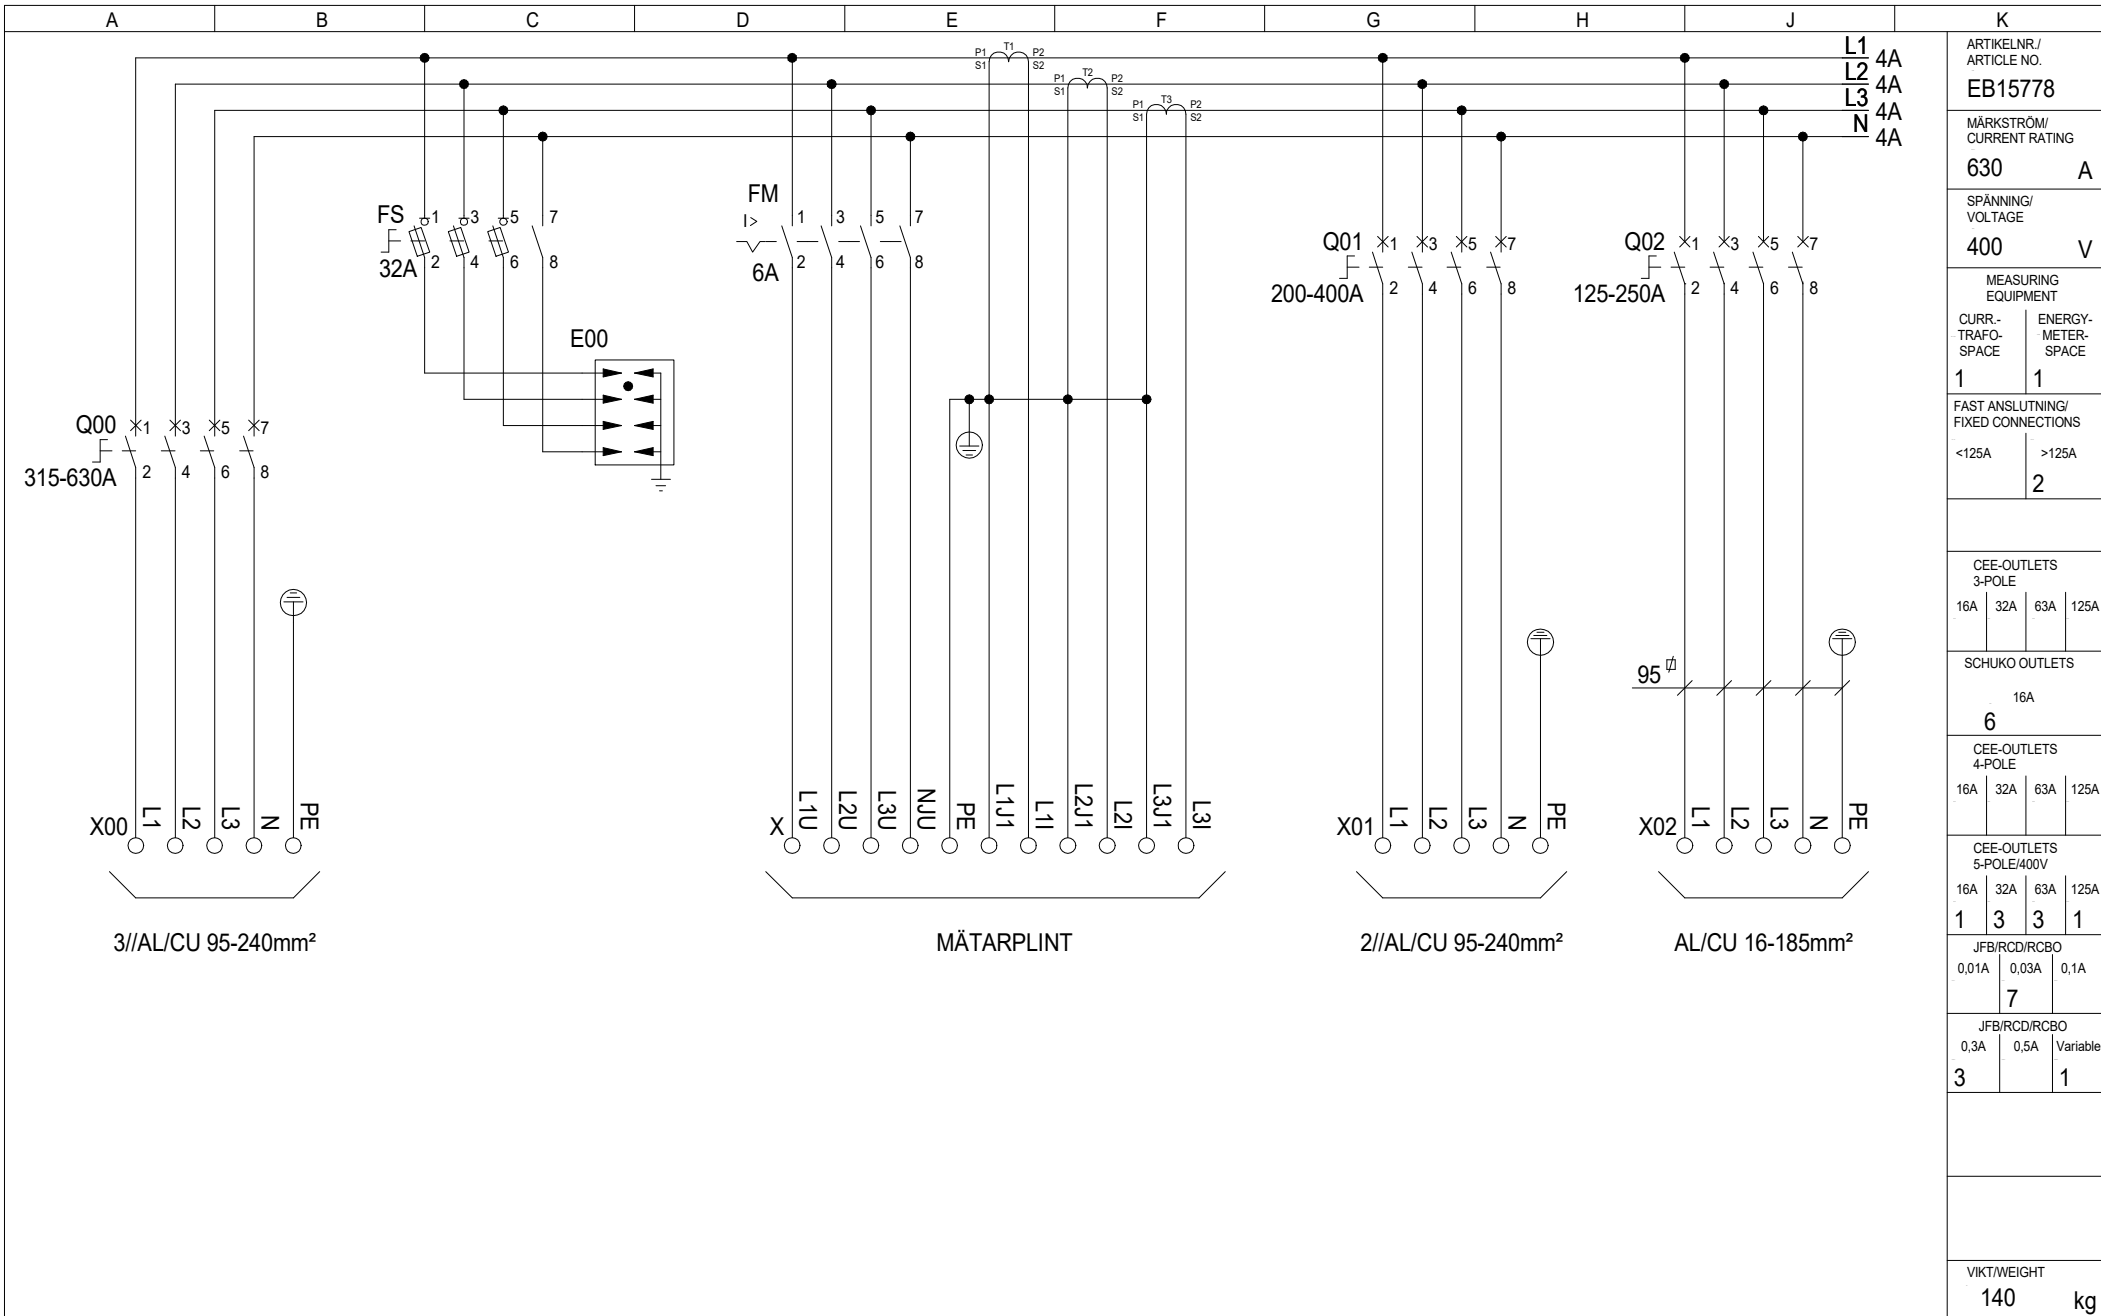 A B C D E F G H J K
P1 T1 P2
S1 S2
P1 T2 P2
S1 S2
P1 T3 P2
S1 S2
L1 4A
L2 4A
L3 4A
N 4A
FS 1 3 5 7
32A 2 4 6 8
FM
I> 1 3 5 7
6A 2 4 6 8
Q01 1 3 5 7
200-400A 2 4 6 8
Q02 1 3 5 7
125-250A 2 4 6 8
E00
Q00 1 3 5 7
315-630A 2 4 6 8
95
X00 L1 L2 L3 N PE
X L1U L2U L3U NJU PE L1J1 L1I L2J1 L2I L3J1 L3I
X01 L1 L2 L3 N PE
X02 L1 L2 L3 N PE
3//AL/CU 95-240mm²
MÄTARPLINT
2//AL/CU 95-240mm²
AL/CU 16-185mm²
ARTIKELNR./
ARTICLE NO.
EB15778
MÄRKSTRÖM/
CURRENT RATING
630 A
SPÄNNING/
VOLTAGE
400 V
MEASURING
EQUIPMENT
CURR.- ENERGY-
TRAFO- METER-
SPACE SPACE
1 1
FAST ANSLUTNING/
FIXED CONNECTIONS
<125A >125A
2
CEE-OUTLETS
3-POLE
16A 32A 63A 125A
SCHUKO OUTLETS
16A
6
CEE-OUTLETS
4-POLE
16A 32A 63A 125A
CEE-OUTLETS
5-POLE/400V
16A 32A 63A 125A
1 3 3 1
JFB/RCD/RCBO
0,01A 0,03A 0,1A
7
JFB/RCD/RCBO
0,3A 0,5A Variable
3 1
VIKT/WEIGHT
140 kg